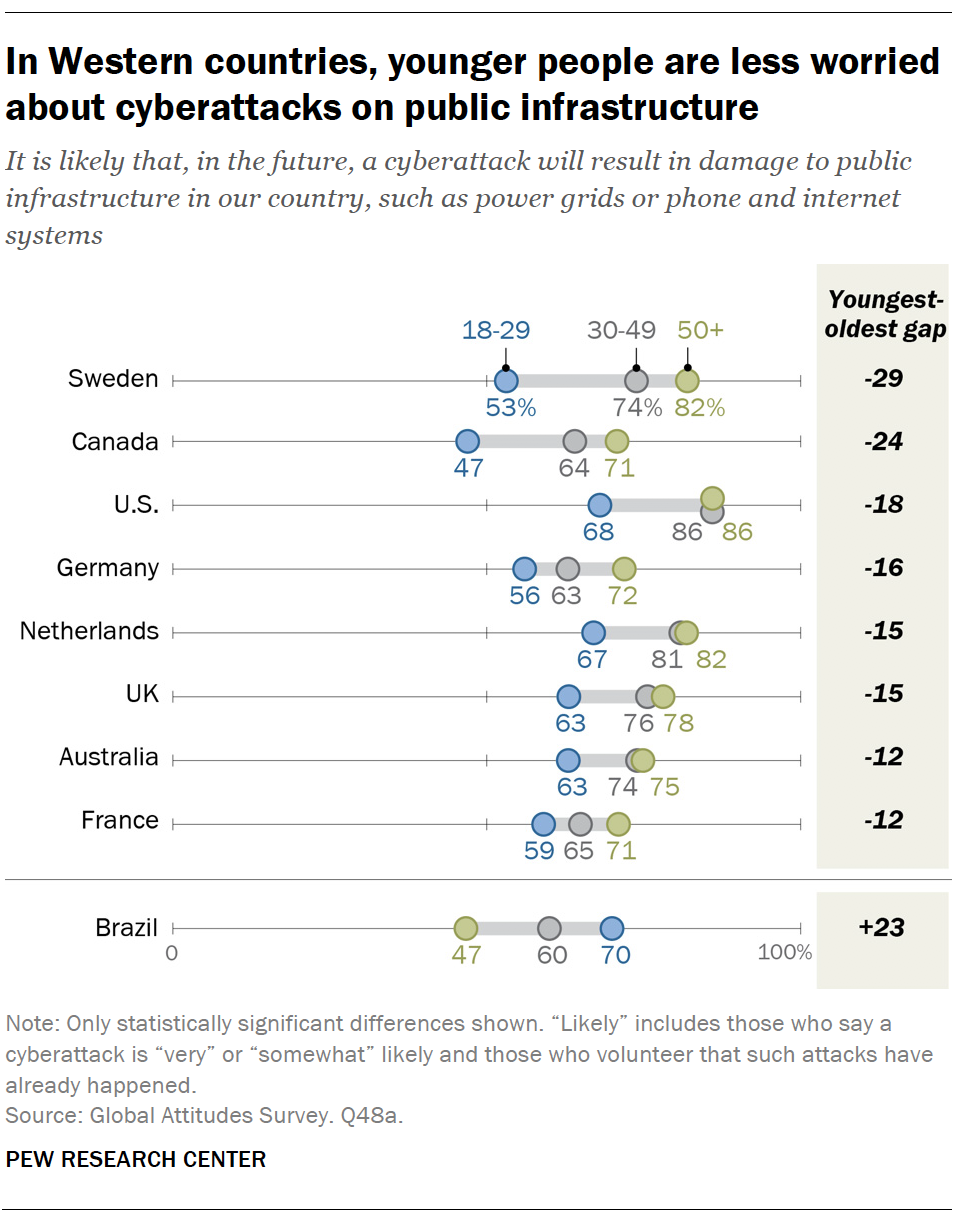 In Western countries, younger people are less worried
about cyberattacks on public infrastructure
It is likely that, in the future, a cyberattack will result in damage to public
infrastructure in our country, such as power grids or phone and internet
systems
Youngest-
oldest gap
18-29 30-49 50+
Sweden 53% 74% 82% -29
Canada 47 64 71 -24
U.S. 68 86 86 -18
Germany 56 63 72 -16
Netherlands 67 81 82 -15
UK 63 76 78 -15
Australia 63 74 75 -12
France 59 65 71 -12
Brazil 47 60 70 +23
0 100%
Note: Only statistically significant differences shown. “Likely” includes those who say a
cyberattack is “very” or “somewhat” likely and those who volunteer that such attacks have
already happened.
Source: Global Attitudes Survey. Q48a.
PEW RESEARCH CENTER